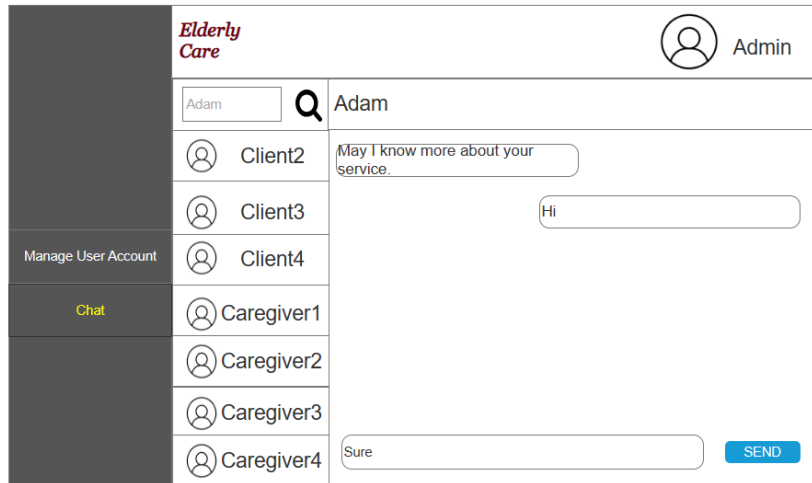 Elderly
Care
Admin
Adam
Adam
Client2
May I know more about your
service.
Client3
Hi
Manage User Account
Client4
Chat
Caregiver1
Caregiver2
Caregiver3
Caregiver4
Sure
SEND